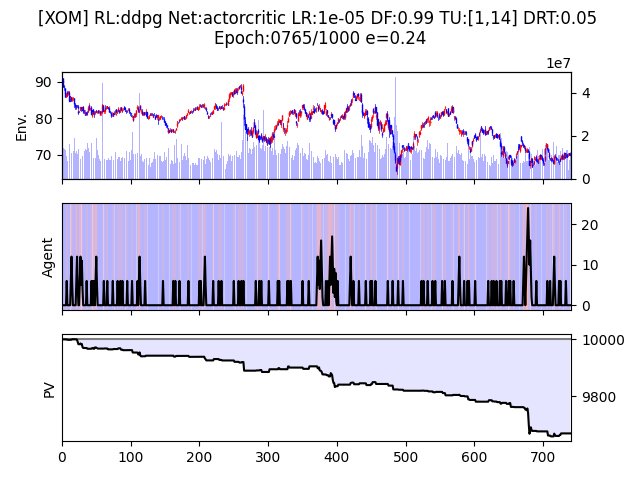 [XOM] RL:ddpg Net:actorcritic LR:1e-05 DF:0.99 TU:[1,14] DRT:0.05
Epoch:0765/1000 e=0.24
1e7
90
80
70
Env.
4
2
0
Agent
20
10
0
PV
10000
9800
0 100 200 300 400 500 600 700